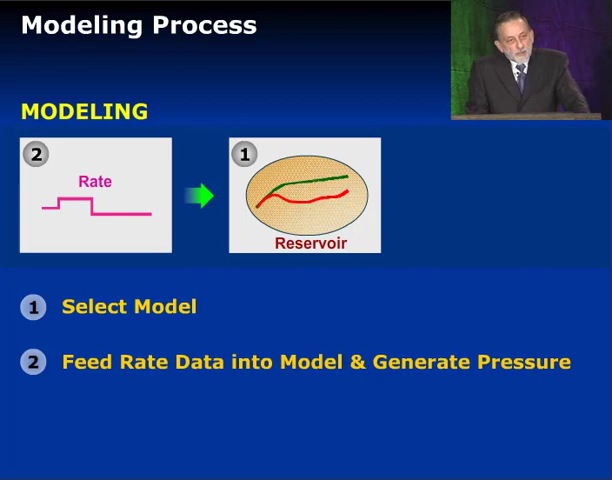 Modeling Process
MODELING
2
Rate
1
Reservoir
1 Select Model
2 Feed Rate Data into Model & Generate Pressure